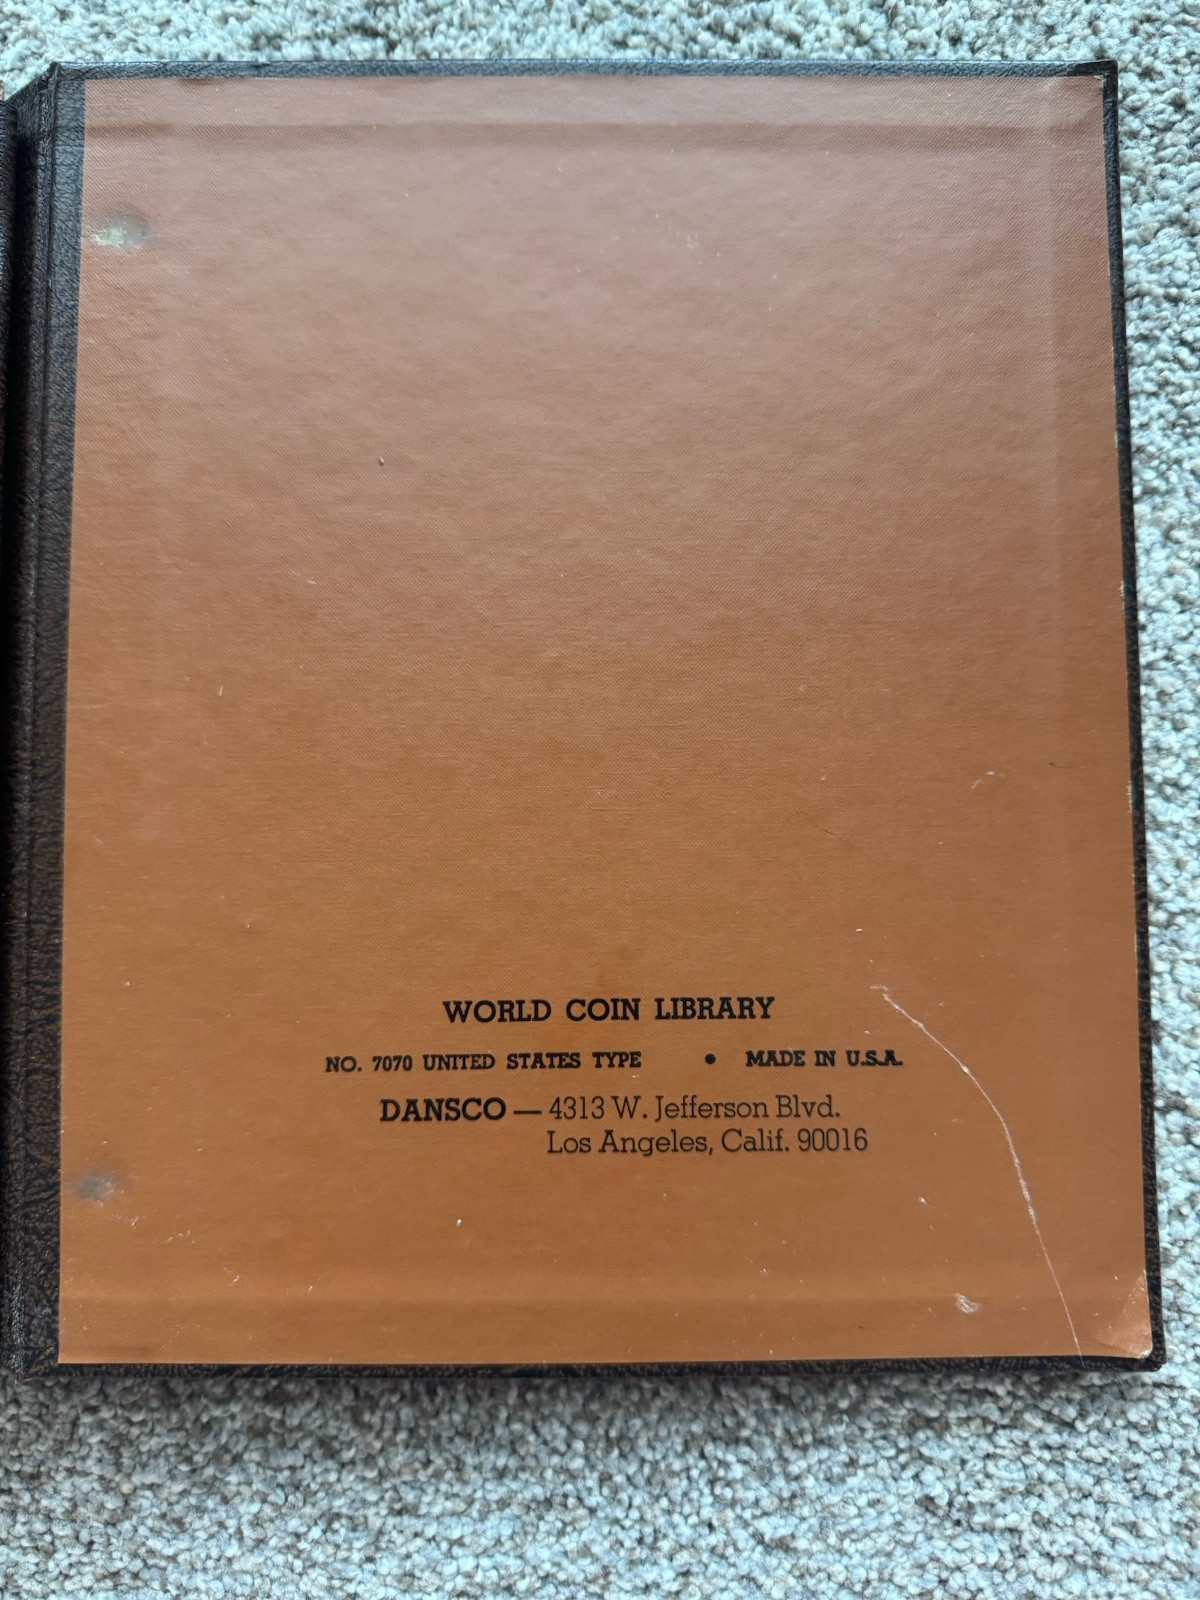 WORLD COIN LIBRARY
NO. 7070 UNITED STATES TYPE • MADE IN U.S.A.
DANSCO — 4313 W. Jefferson Blvd.
Los Angeles, Calif. 90016